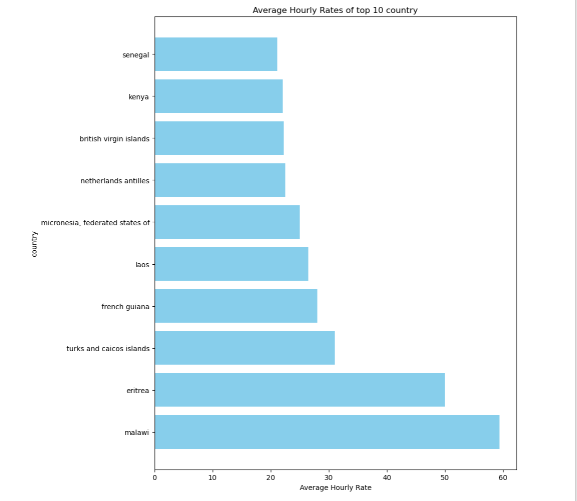 Average Hourly Rates of top 10 country
senegal
kenya
british virgin islands
netherlands antilles
micronesia, federated states of
laos
french guiana
turks and caicos islands
eritrea
malawi
country
0 10 20 30 40 50 60
Average Hourly Rate